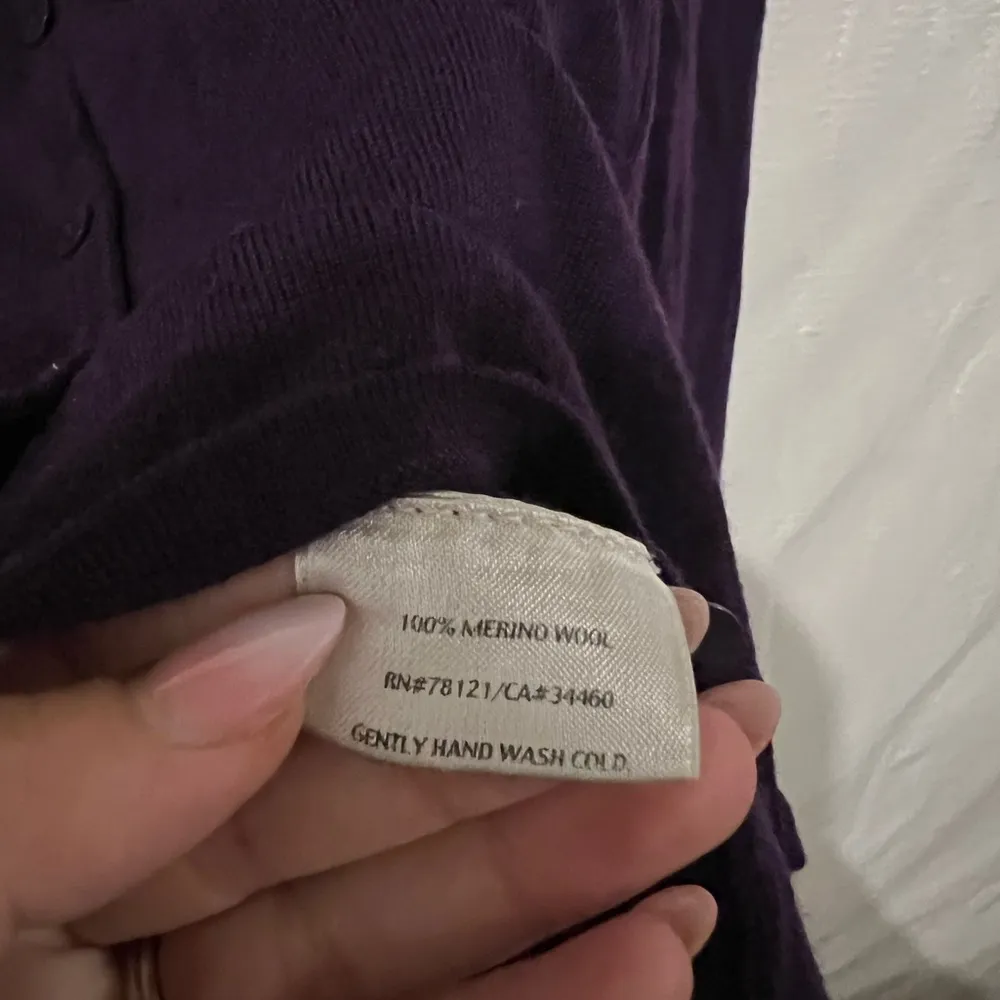 100% MERINO WOOL
RN#78121/CA#34460
GENTLY HAND WASH COLD